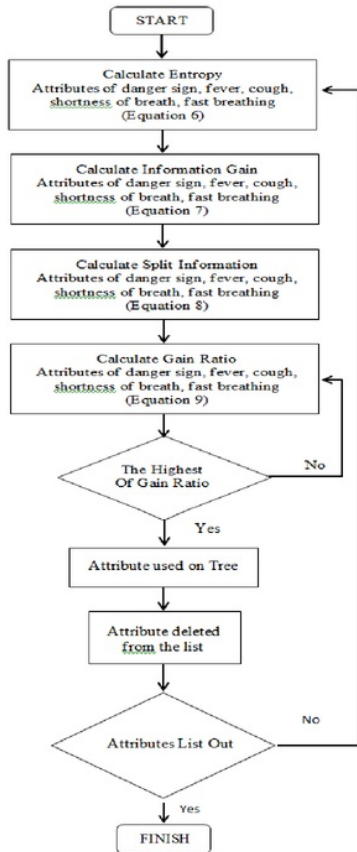 START
Calculate Entropy
Attributes of danger sign, fever, cough,
shortness of breath, fast breathing
(Equation 6)
Calculate Information Gain
Attributes of danger sign, fever, cough,
shortness of breath, fast breathing
(Equation 7)
Calculate Split Information
Attributes of danger sign, fever, cough,
shortness of breath, fast breathing
(Equation 8)
Calculate Gain Ratio
Attributes of danger sign, fever, cough,
shortness of breath, fast breathing
(Equation 9)
The Highest
Of Gain Ratio
No
Yes
Attribute used on Tree
Attribute deleted
from the list
Attributes List Out
No
Yes
FINISH